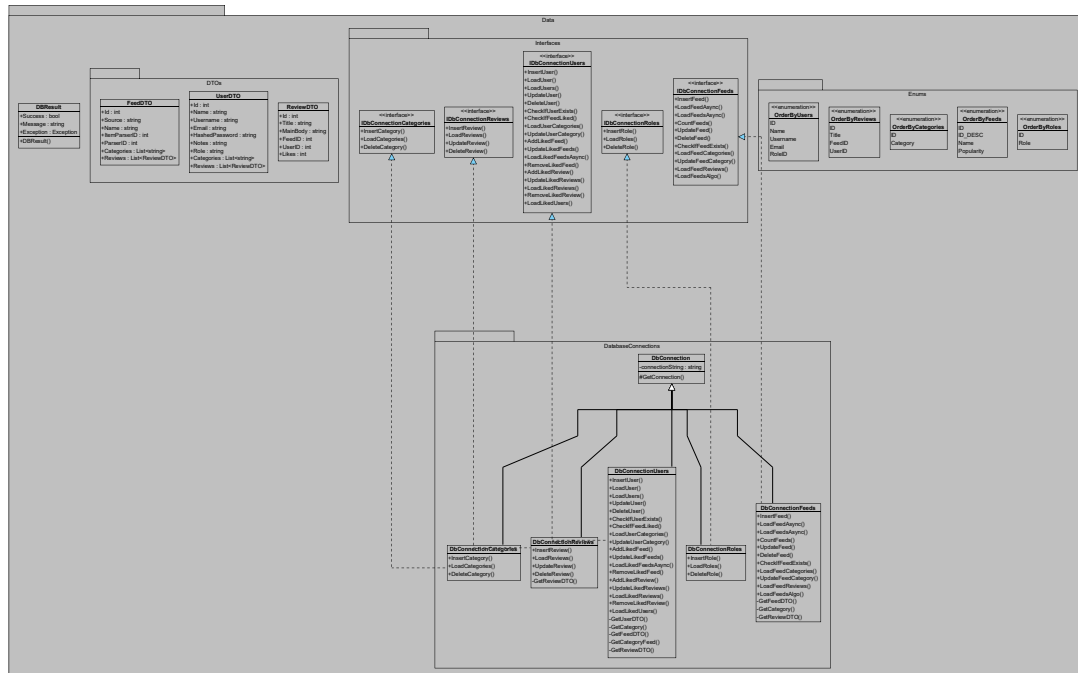 Data
DBResult
+Success : bool
+Message : string
+Exception : Exception
+DBResult()
DTOs
FeedDTO
+Id : int
+Source : string
+Name : string
+ItemParserID : int
+ParserID : int
+Categories : List<string>
+Reviews : List<ReviewDTO>
UserDTO
+Id : int
+Name : string
+Username : string
+Email : string
+HashedPassword : string
+Notes : string
+Role : string
+Categories : List<string>
+Reviews : List<ReviewDTO>
ReviewDTO
+Id : int
+Title : string
+MainBody : string
+FeedID : int
+UserID : int
+Likes : int
Interfaces
<<interface>>
IDbConnectionCategories
+InsertCategory()
+LoadCategories()
+DeleteCategory()
<<interface>>
IDbConnectionReviews
+InsertReview()
+LoadReviews()
+UpdateReview()
+DeleteReview()
<<interface>>
IDbConnectionUsers
+InsertUser()
+LoadUser()
+LoadUsers()
+UpdateUser()
+DeleteUser()
+CheckIfUserExists()
+CheckIfFeedLiked()
+LoadUserCategories()
+UpdateUserCategory()
+AddLikedFeed()
+UpdateLikedFeeds()
+LoadLikedFeedsAsync()
+RemoveLikedFeed()
+AddLikedReview()
+UpdateLikedReviews()
+LoadLikedReviews()
+RemoveLikedReview()
+LoadLikedUsers()
<<interface>>
IDbConnectionRoles
+InsertRole()
+LoadRoles()
+DeleteRole()
<<interface>>
IDbConnectionFeeds
+InsertFeed()
+LoadFeedAsync()
+LoadFeedsAsync()
+CountFeeds()
+UpdateFeed()
+DeleteFeed()
+CheckIfFeedExists()
+LoadFeedCategories()
+UpdateFeedCategory()
+LoadFeedReviews()
+LoadFeedsAlgo()
Enums
<<enumeration>>
OrderByUsers
ID
Name
Username
Email
RoleID
<<enumeration>>
OrderByReviews
ID
Title
FeedID
UserID
<<enumeration>>
OrderByCategories
ID
Category
<<enumeration>>
OrderByFeeds
ID
ID_DESC
Name
Popularity
<<enumeration>>
OrderByRoles
ID
Role
DatebaseConnections
DbConnection
-connectionString : string
#GetConnection()
DbConnectionCategories
+InsertCategory()
+LoadCategories()
+DeleteCategory()
DbConnectionReviews
+InsertReview()
+LoadReviews()
+UpdateReview()
+DeleteReview()
-GetReviewDTO()
DbConnectionUsers
+InsertUser()
+LoadUser()
+LoadUsers()
+UpdateUser()
+DeleteUser()
+CheckIfUserExists()
+CheckIfFeedLiked()
+LoadUserCategories()
+UpdateUserCategory()
+AddLikedFeed()
+UpdateLikedFeeds()
+LoadLikedFeedsAsync()
+RemoveLikedFeed()
+AddLikedReview()
+UpdateLikedReviews()
+LoadLikedReviews()
+RemoveLikedReview()
+LoadLikedUsers()
-GetUserDTO()
-GetCategory()
-GetFeedDTO()
-GetCategoryFeed()
-GetReviewDTO()
DbConnectionRoles
+InsertRole()
+LoadRoles()
+DeleteRole()
DbConnectionFeeds
+InsertFeed()
+LoadFeedAsync()
+LoadFeedsAsync()
+CountFeeds()
+UpdateFeed()
+DeleteFeed()
+CheckIfFeedExists()
+LoadFeedCategories()
+UpdateFeedCategory()
+LoadFeedReviews()
+LoadFeedsAlgo()
-GetFeedDTO()
-GetCategory()
-GetReviewDTO()